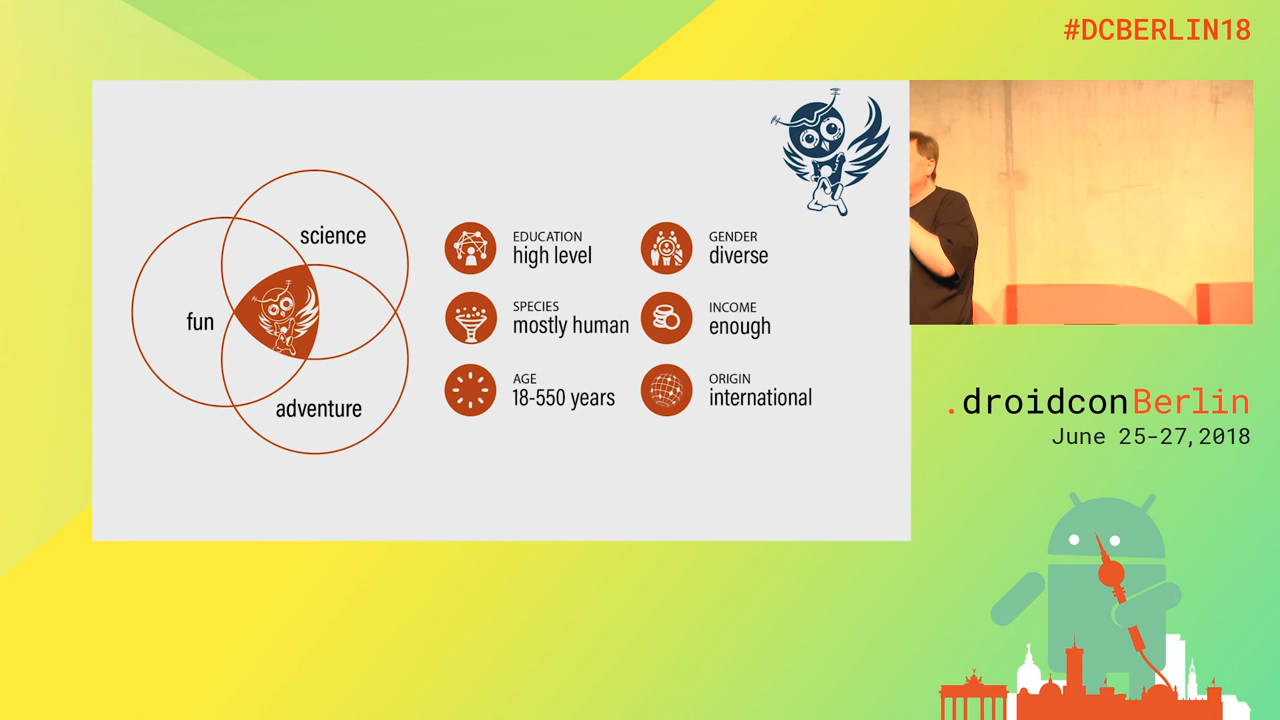 #DCBERLIN18
science
fun
adventure
EDUCATION
high level
GENDER
diverse
SPECIES
mostly human
INCOME
enough
AGE
18-550 years
ORIGIN
international
.droidconBerlin
June 25-27, 2018